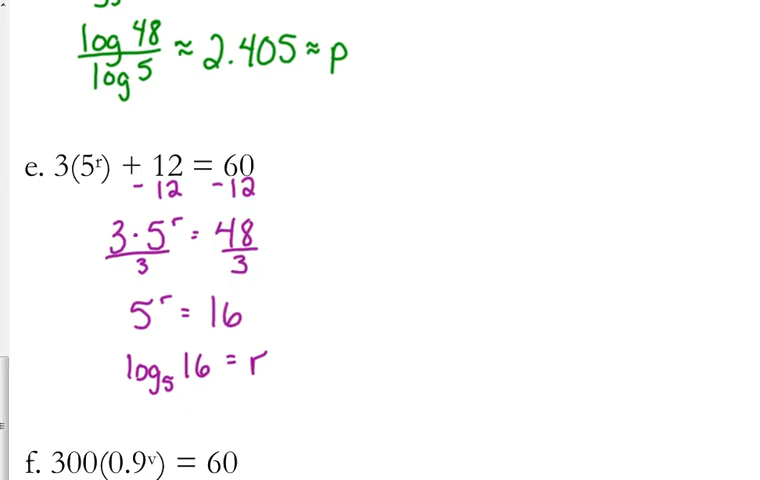 log 48
log 5 ≈ 2.405 ≈ p
e. 3(5ʳ) + 12 = 60
- 12 - 12
3 · 5ʳ = 48
3 3
5ʳ = 16
log₅ 16 = r
f. 300(0.9ᵛ) = 60